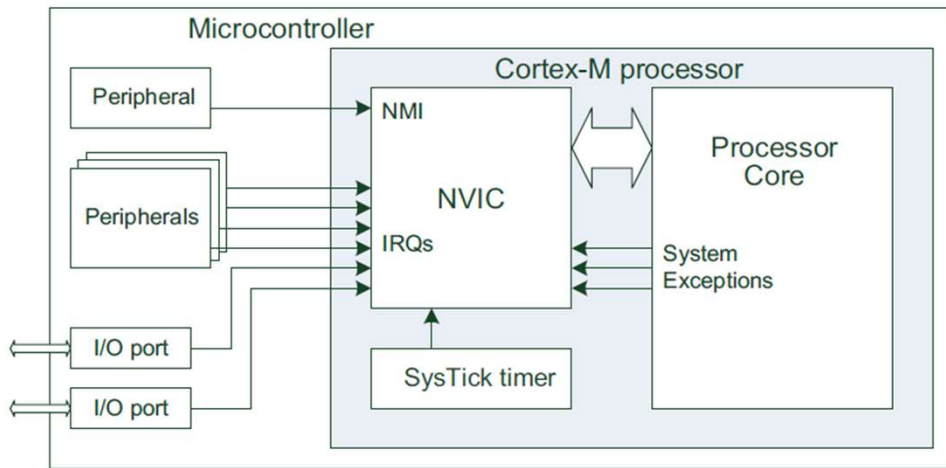 Microcontroller
Cortex-M processor
Peripheral
NMI
Processor
Core
NVIC
Peripherals
IRQs
System
Exceptions
I/O port
SysTick timer
I/O port